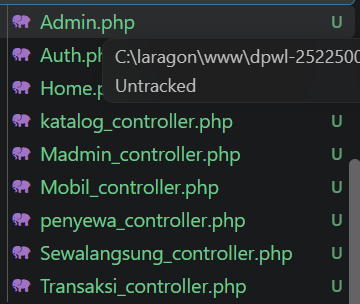 Admin.php U
Auth.ph
C:\laragon\www\dpwl-2522500
Home.p
Untracked
katalog_controller.php U
Madmin_controller.php U
Mobil_controller.php U
penyewa_controller.php U
Sewalangsung_controller.php U
Transaksi_controller.php U